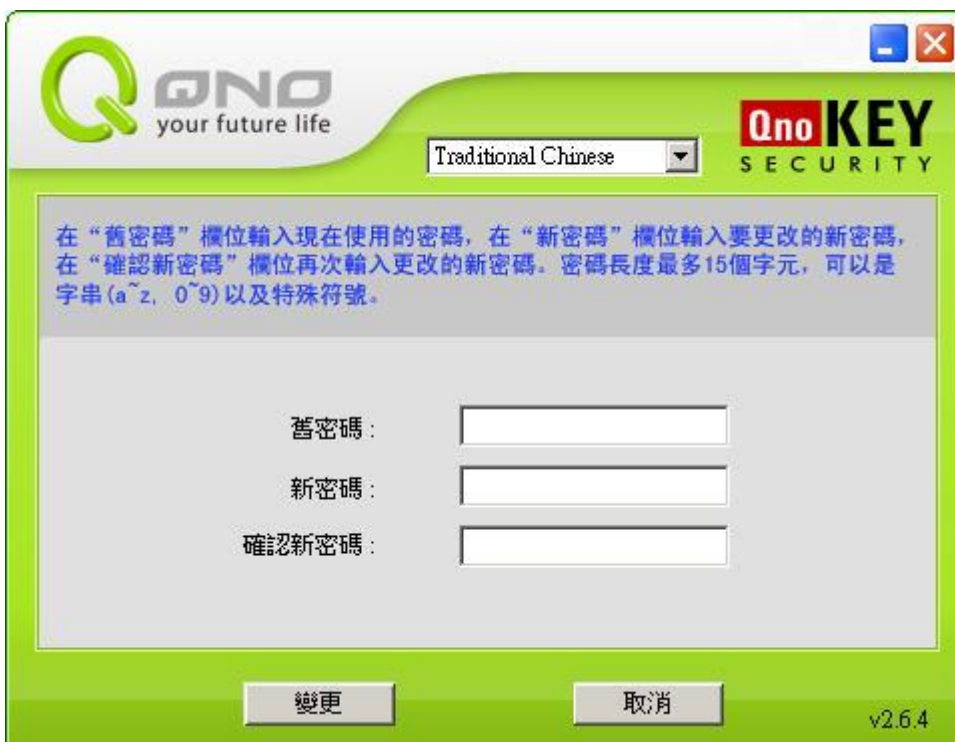 QNO
your future life
Traditional Chinese
Qno KEY
SECURITY
在“舊密碼”欄位輸入現在使用的密碼, 在“新密碼”欄位輸入要更改的新密碼,
在“確認新密碼”欄位再次輸入更改的新密碼。密碼長度最多15個字元, 可以是
字串(a~z, 0~9)以及特殊符號。
舊密碼 :
新密碼 :
確認新密碼 :
變更 取消
v2.6.4